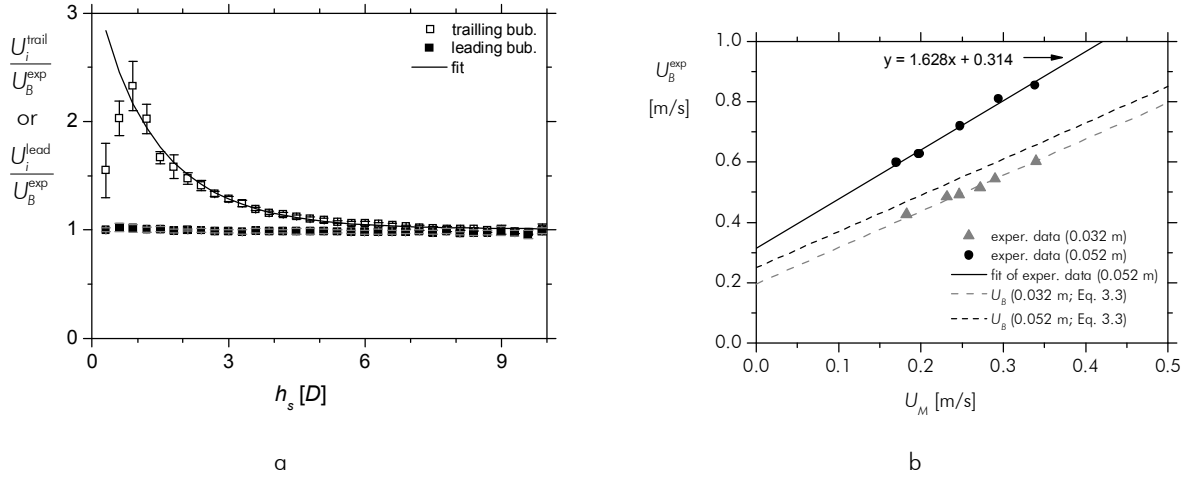 3
2
1
0
0
3
6
9
U_i^trail
U_B^exp
or
U_i^lead
U_B^exp
trailling bub.
leading bub.
fit
h_s [D]
a
1.0
0.8
0.6
0.4
0.2
0.0
0.0
0.1
0.2
0.3
0.4
0.5
U_B^exp
[m/s]
y = 1.628x + 0.314
exper. data (0.032 m)
exper. data (0.052 m)
fit of exper. data (0.052 m)
U_B (0.032 m; Eq. 3.3)
U_B (0.052 m; Eq. 3.3)
U_M [m/s]
b